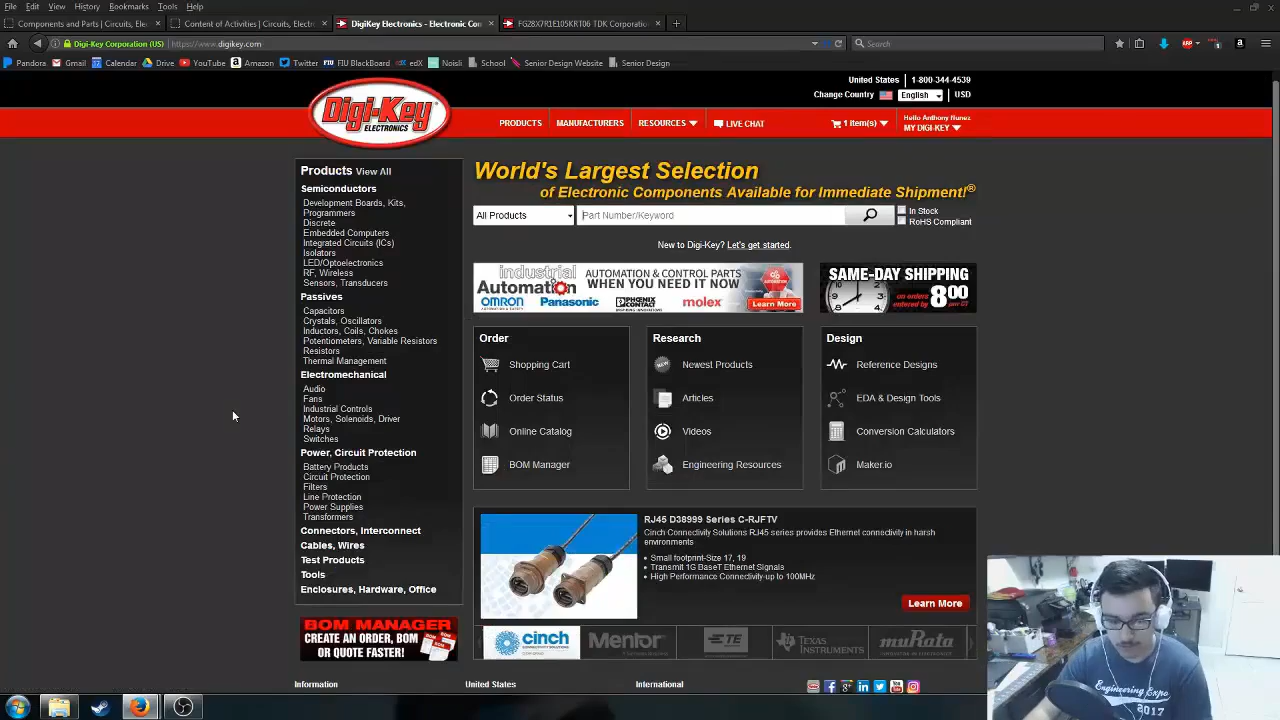 File Edit View History Bookmarks Tools Help
Components and Parts | Circuits, Ele...
Content of Activities | Circuits, Electr...
DigiKey Electronics - Electronic Con...
FG28X7R1E105KRT06 TDK Corporatio...
Digi-Key Corporation (US)
https://www.digikey.com
Search
Pandora Gmail Calendar Drive YouTube Amazon Twitter FIU BlackBoard edX Noisli School Senior Design Website Senior Design
United States | 1-800-344-4539
Change Country English USD
Digi-Key
ELECTRONICS
PRODUCTS MANUFACTURERS RESOURCES LIVE CHAT 1 item(s)
Hello Anthony Nunez
MY DIGI-KEY
Products View All
Semiconductors
Development Boards, Kits,
Programmers
Discrete
Embedded Computers
Integrated Circuits (ICs)
Isolators
LED/Optoelectronics
RF, Wireless
Sensors, Transducers
Passives
Capacitors
Crystals, Oscillators
Inductors, Coils, Chokes
Potentiometers, Variable Resistors
Resistors
Thermal Management
Electromechanical
Audio
Fans
Industrial Controls
Motors, Solenoids, Driver
Relays
Switches
Power, Circuit Protection
Battery Products
Circuit Protection
Filters
Line Protection
Power Supplies
Transformers
Connectors, Interconnect
Cables, Wires
Test Products
Tools
Enclosures, Hardware, Office
BOM MANAGER
CREATE AN ORDER, BOM
OR QUOTE FASTER!
World's Largest Selection
of Electronic Components Available for Immediate Shipment!®
All Products
Part Number/Keyword
In Stock
RoHS Compliant
New to Digi-Key? Let's get started.
industrial
Automation
AUTOMATION & CONTROL PARTS
WHEN YOU NEED IT NOW
OMRON Panasonic PHOENIX CONTACT molex
Learn More
SAME-DAY SHIPPING
on orders
entered by
8:00
pm CT
Order
Shopping Cart
Order Status
Online Catalog
BOM Manager
Research
Newest Products
Articles
Videos
Engineering Resources
Design
Reference Designs
EDA & Design Tools
Conversion Calculators
Maker.io
RJ45 D38999 Series C-RJFTV
Cinch Connectivity Solutions RJ45 series provides Ethernet connectivity in harsh
environments
Small footprint-Size 17, 19
Transmit 1G BaseT Ethernet Signals
High Performance Connectivity-up to 100MHz
Learn More
cinch
Mentor
TE
TEXAS
INSTRUMENTS
muRata
Information
United States
International
Engineering Expo
2017